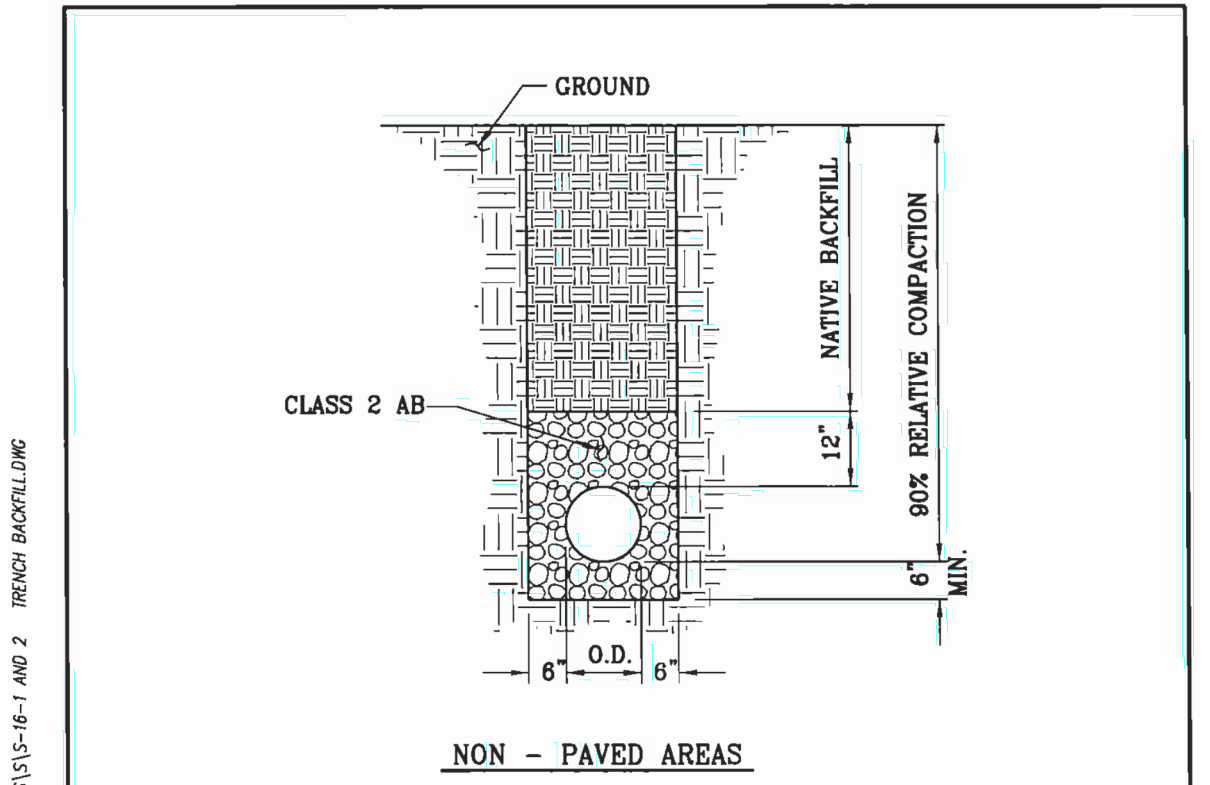 GROUND
NATIVE BACKFILL
90% RELATIVE COMPACTION
CLASS 2 AB
12"
6"
MIN.
6"
O.D.
6"
NON - PAVED AREAS
\S\S-16-1 AND 2 TRENCH BACKFILL.DWG